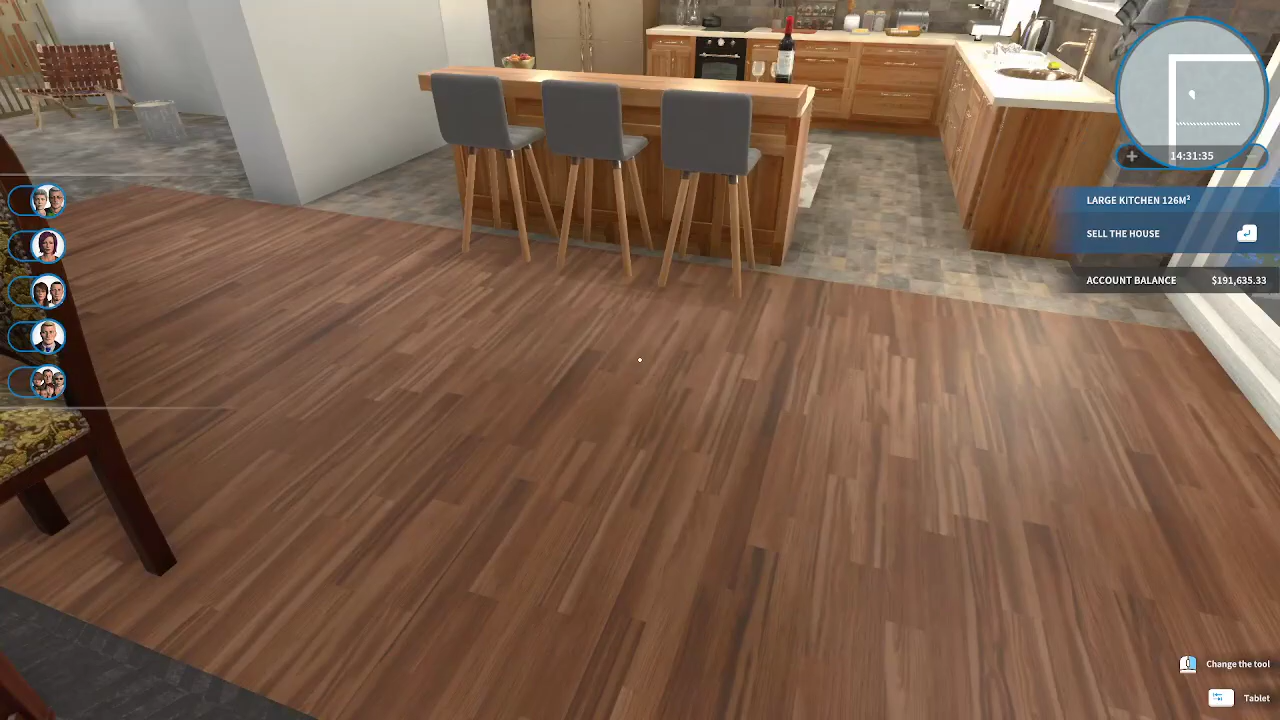 14:31:35
LARGE KITCHEN 126M²
SELL THE HOUSE
ACCOUNT BALANCE $191,635.33
Change the tool
Tablet